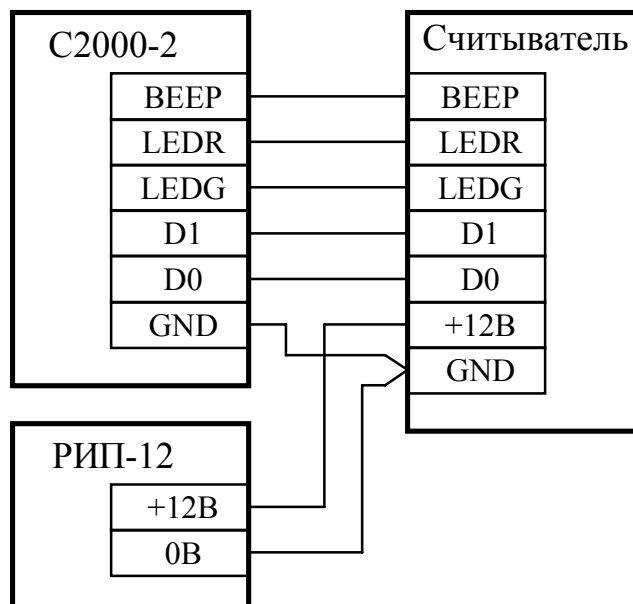 С2000-2
BEEP
LEDR
LEDG
D1
D0
GND
Считыватель
BEEP
LEDR
LEDG
D1
D0
+12В
GND
РИП-12
+12В
0В